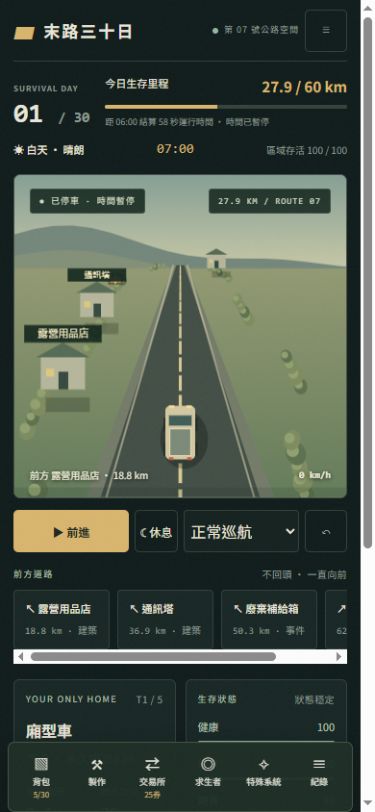 末路三十日
● 第 07 號公路空間
☰
SURVIVAL DAY
01 / 30
今日生存里程
27.9 / 60 km
距 06:00 結算 58 秒運行時間 · 時間已暫停
☀ 白天 · 晴朗
07:00
區域存活 100 / 100
● 已停車 · 時間暫停
27.9 KM / ROUTE 07
通訊塔
露營用品店
前方 露營用品店 · 18.8 km
0 km/h
▶ 前進
☾ 休息
正常巡航
前方道路
不回頭 · 一直向前
↖ 露營用品店
18.8 km · 建築
↖ 通訊塔
36.9 km · 建築
↖ 廢棄補給箱
50.3 km · 事件
↗
62
YOUR ONLY HOME
T1 / 5
廂型車
生存狀態
狀態穩定
健康
100
背包
5/30
製作
交易所
25券
求生者
特殊系統
紀錄